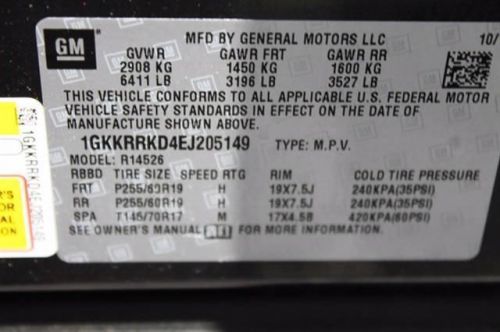 GM
MFD BY GENERAL MOTORS LLC 10/
GVWR GAWR FRT GAWR RR
2908 KG 1450 KG 1600 KG
6411 LB 3196 LB 3527 LB
THIS VEHICLE CONFORMS TO ALL APPLICABLE U.S. FEDERAL MOTOR
VEHICLE SAFETY STANDARDS IN EFFECT ON THE DATE OF
MANUFACTURE SHOWN ABOVE.
1GKKRRKD4EJ205149 TYPE: M.P.V.
MODEL: R14526
RBBD TIRE SIZE SPEED RTG RIM COLD TIRE PRESSURE
FRT P255/60R19 H 19X7.5J 240KPA(35PSI)
RR P255/60R19 H 19X7.5J 240KPA(35PSI)
SPA T145/70R17 M 17X4.5B 420KPA(60PSI)
SEE OWNER'S MANUAL FOR MORE INFORMATION
1GKKRRKD4EJ205149